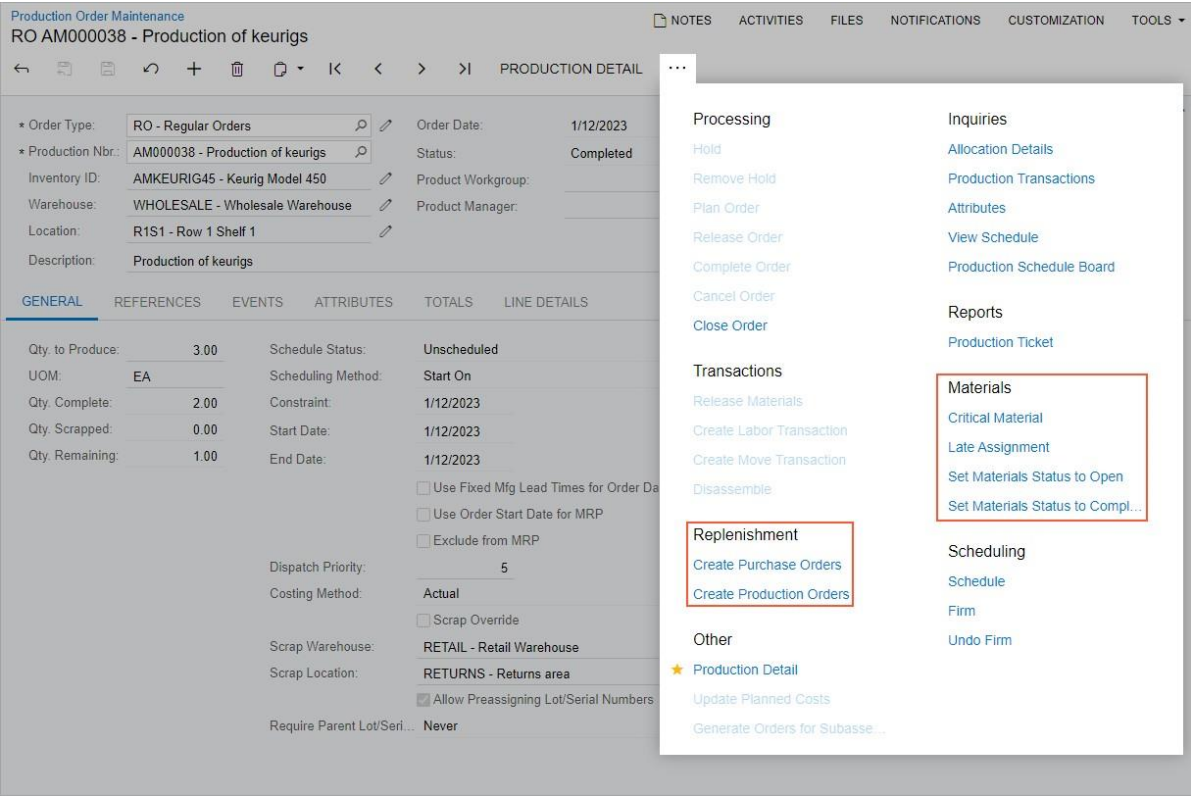 Production Order Maintenance
RO AM000038 - Production of keurigs
NOTES ACTIVITIES FILES NOTIFICATIONS CUSTOMIZATION TOOLS
PRODUCTION DETAIL ...
* Order Type: RO - Regular Orders
* Production Nbr.: AM000038 - Production of keurigs
Inventory ID: AMKEURIG45 - Keurig Model 450
Warehouse: WHOLESALE - Wholesale Warehouse
Location: R1S1 - Row 1 Shelf 1
Description: Production of keurigs
Order Date: 1/12/2023
Status: Completed
Product Workgroup:
Product Manager:
GENERAL REFERENCES EVENTS ATTRIBUTES TOTALS LINE DETAILS
Qty. to Produce: 3.00
UOM: EA
Qty. Complete: 2.00
Qty. Scrapped: 0.00
Qty. Remaining: 1.00
Schedule Status: Unscheduled
Scheduling Method: Start On
Constraint: 1/12/2023
Start Date: 1/12/2023
End Date: 1/12/2023
Use Fixed Mfg Lead Times for Order Da
Use Order Start Date for MRP
Exclude from MRP
Dispatch Priority: 5
Costing Method: Actual
Scrap Override
Scrap Warehouse: RETAIL - Retail Warehouse
Scrap Location: RETURNS - Returns area
Allow Preassigning Lot/Serial Numbers
Require Parent Lot/Seri... Never
Processing
Hold
Remove Hold
Plan Order
Release Order
Complete Order
Cancel Order
Close Order
Transactions
Release Materials
Create Labor Transaction
Create Move Transaction
Disassemble
Replenishment
Create Purchase Orders
Create Production Orders
Other
Production Detail
Update Planned Costs
Generate Orders for Subasse...
Inquiries
Allocation Details
Production Transactions
Attributes
View Schedule
Production Schedule Board
Reports
Production Ticket
Materials
Critical Material
Late Assignment
Set Materials Status to Open
Set Materials Status to Compl...
Scheduling
Schedule
Firm
Undo Firm